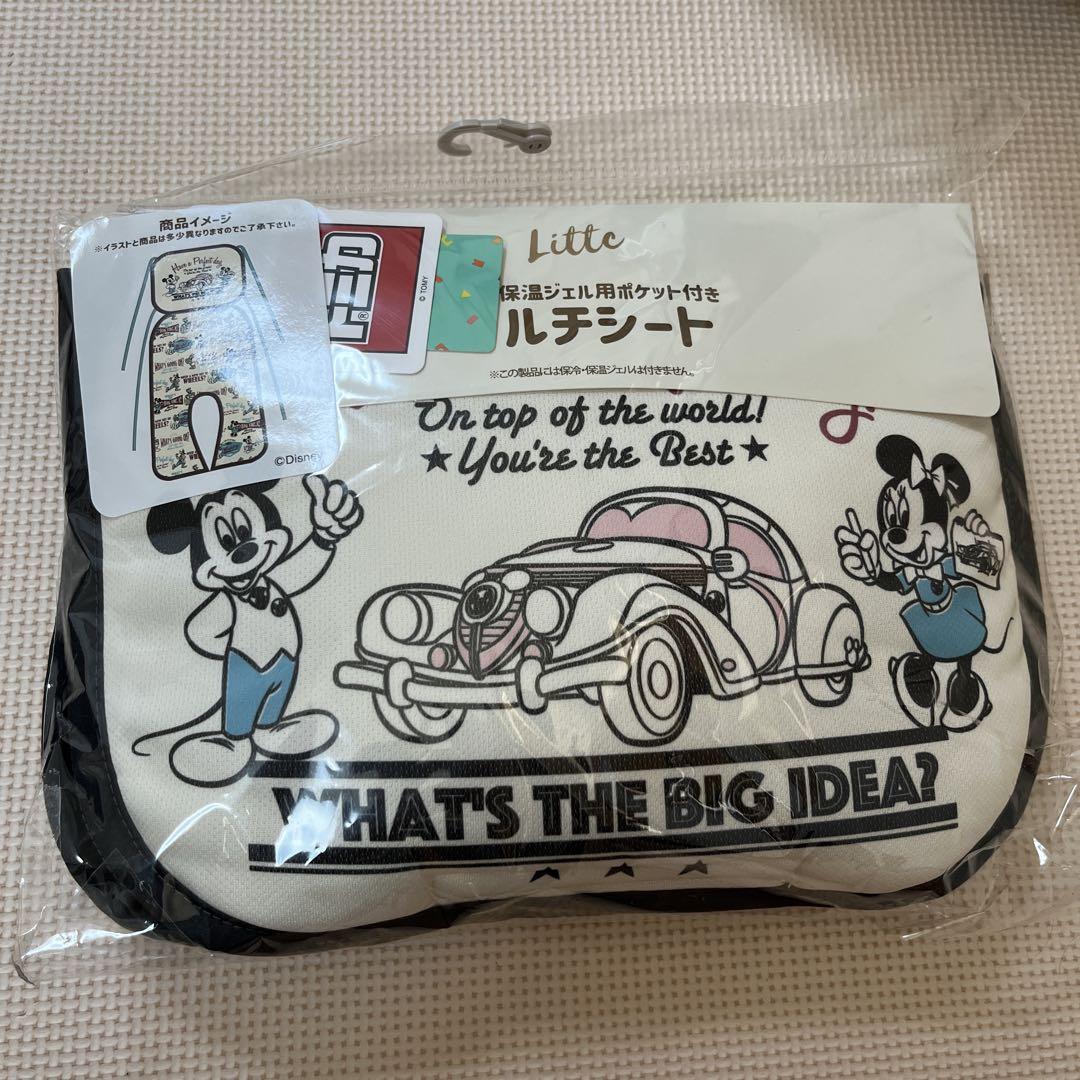 商品イメージ
※イラストと商品は多少異なりますのでご了承下さい。
Have a Perfect day
WHAT'S THE BIG IDEA?
©Disney
© TOMY
Littc
保温ジェル用ポケット付き
ルチシート
※この製品には保冷・保温ジェルは付きません。
On top of the world!
★You're the Best★
WHAT'S THE BIG IDEA?
★ ★ ★